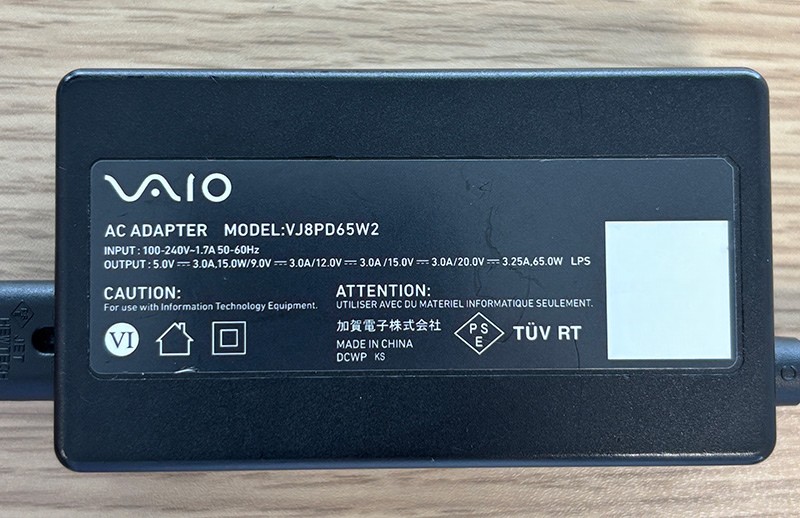 VAIO
AC ADAPTER MODEL:VJ8PD65W2
INPUT : 100-240V~1.7A 50-60Hz
OUTPUT : 5.0V ⎓ 3.0A,15.0W/9.0V ⎓ 3.0A/12.0V ⎓ 3.0A /15.0V ⎓ 3.0A/20.0V ⎓ 3.25A,65.0W LPS
CAUTION:
For use with Information Technology Equipment.
ATTENTION:
UTILISER AVEC DU MATERIEL INFORMATIQUE SEULEMENT.
VI
加賀電子株式会社
MADE IN CHINA
DCWP KS
PS
E
TÜV RT